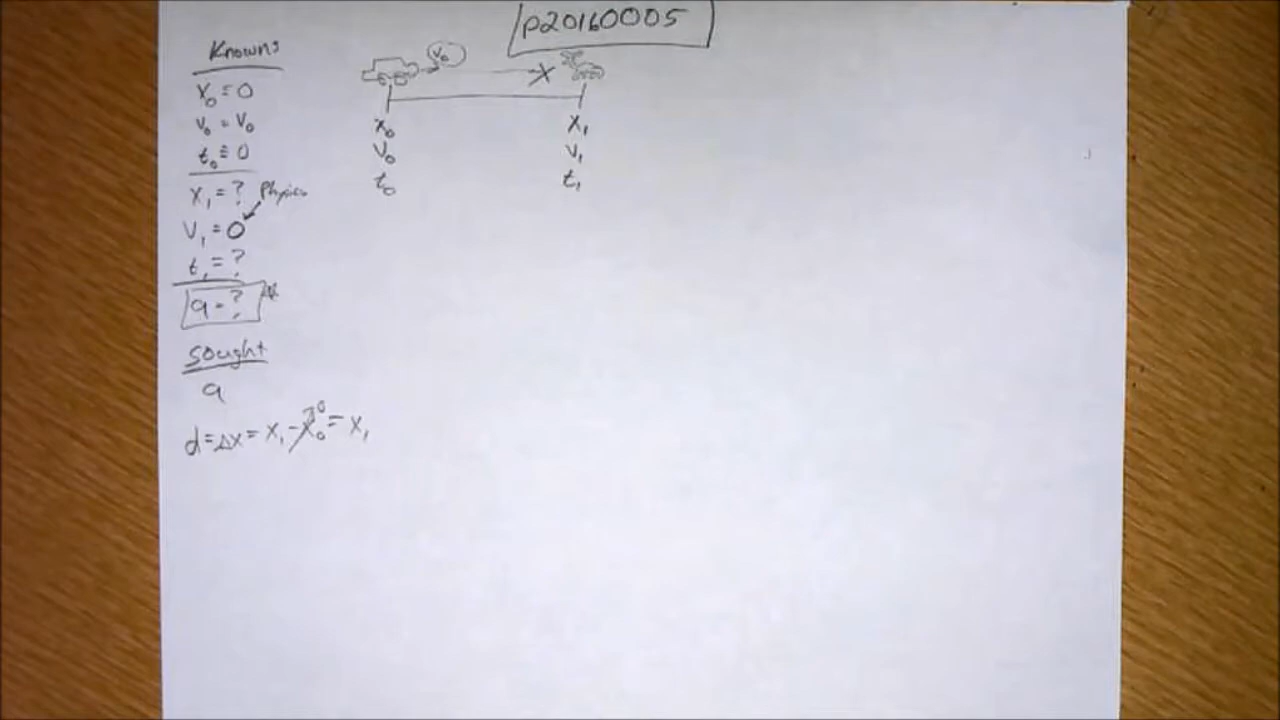 P20160005
Knowns
x₀ = 0
v₀ = v₀
t₀ ≡ 0
x₁ = ? Physics
v₁ = 0
t₁ = ?
a = ?
sought
a
d = Δx = x₁ - x₀⁰ = x₁
v₀
x₀ x₁
v₀ v₁
t₀ t₁